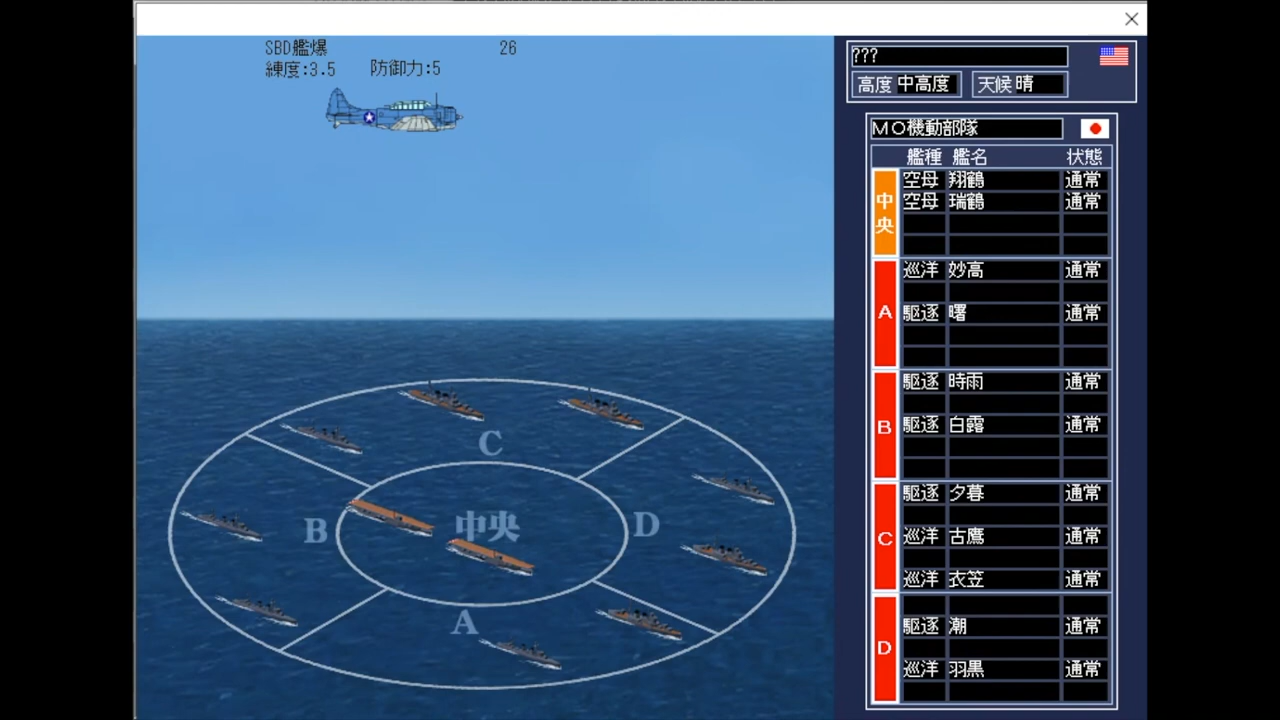 SBD艦爆 26
練度:3.5 防御力:5
???
高度 中高度 天候 晴
MO機動部隊
艦種 艦名 状態
中央
空母 翔鶴 通常
空母 瑞鶴 通常
A
巡洋 妙高 通常
駆逐 曙 通常
B
駆逐 時雨 通常
駆逐 白露 通常
C
駆逐 夕暮 通常
巡洋 古鷹 通常
巡洋 衣笠 通常
D
駆逐 潮 通常
巡洋 羽黒 通常
C
B 中央 D
A